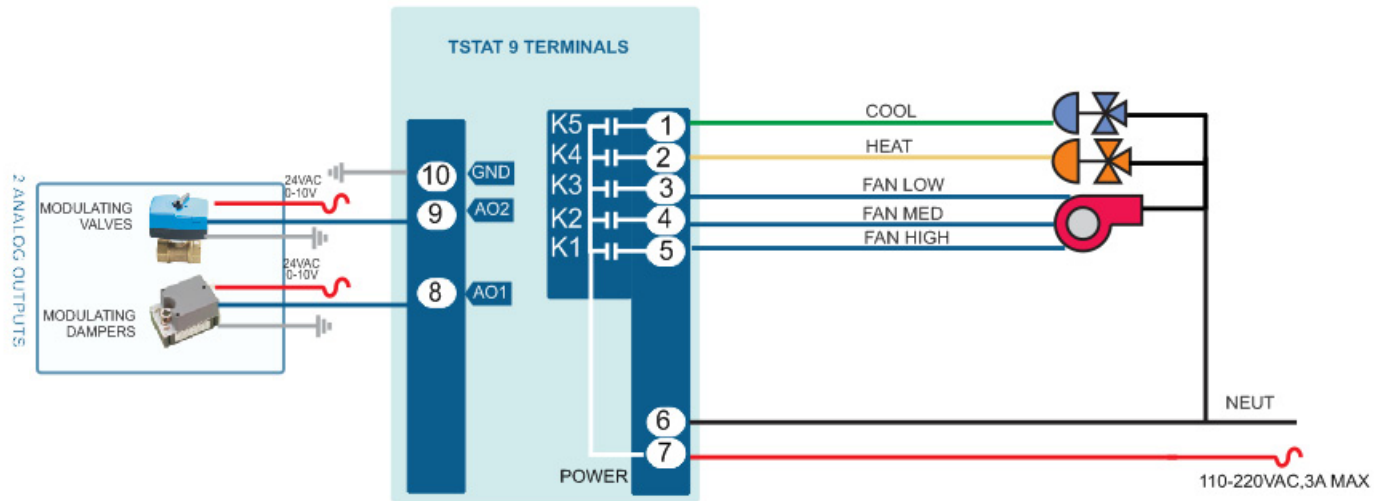 TSTAT 9 TERMINALS
2 ANALOG OUTPUTS
MODULATING
VALVES
24VAC
0-10V
MODULATING
DAMPERS
24VAC
0-10V
10 GND
9 AO2
8 AO1
K5 1 COOL
K4 2 HEAT
K3 3 FAN LOW
K2 4 FAN MED
K1 5 FAN HIGH
6 NEUT
POWER 7
110-220VAC,3A MAX